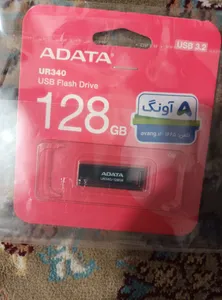 USB 3.2
ADATA
UR340
USB Flash Drive
آونگ
128GB
ADATA